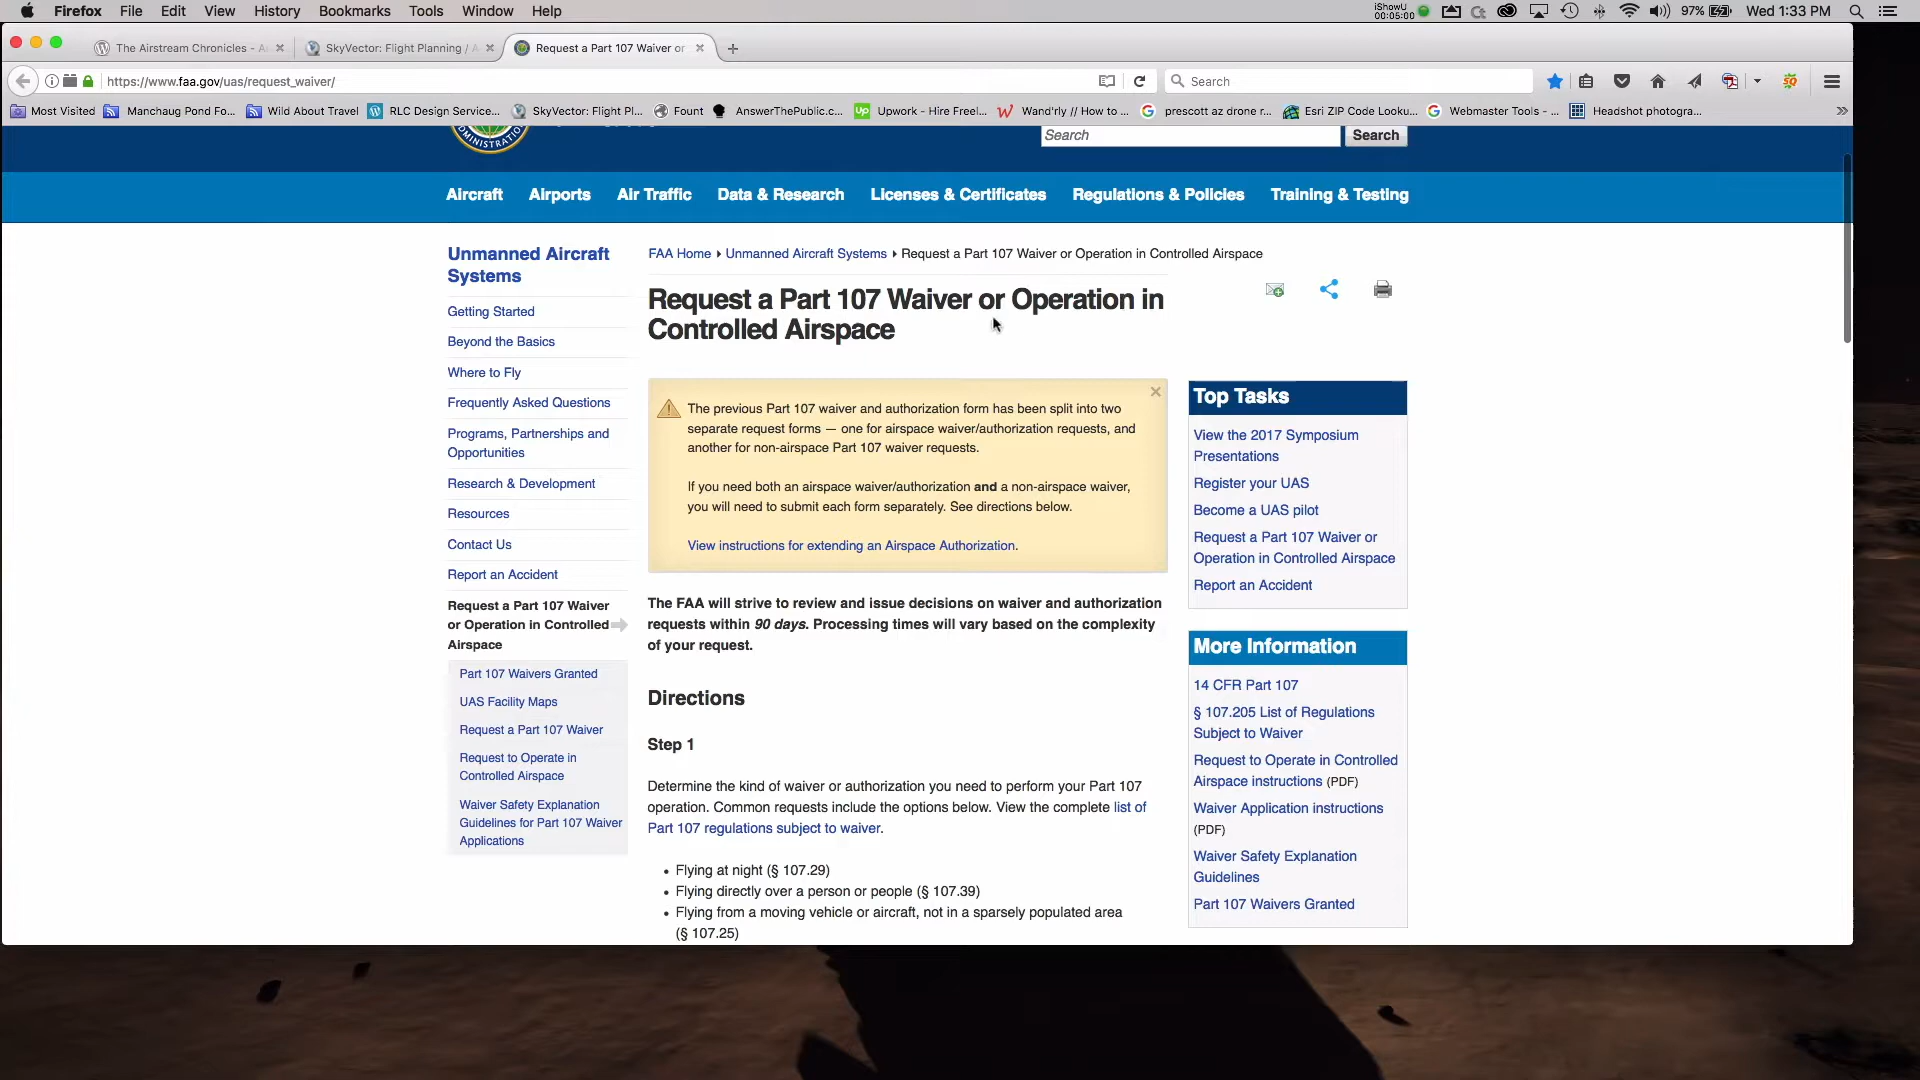 Firefox File Edit View History Bookmarks Tools Window Help
iShowU 00:05:00 97% Wed 1:33 PM
The Airstream Chronicles - A
SkyVector: Flight Planning / A
Request a Part 107 Waiver or
https://www.faa.gov/uas/request_waiver/
Search
Most Visited Manchaug Pond Fo... Wild About Travel RLC Design Service... SkyVector: Flight Pl... Fount AnswerThePublic.c... Upwork - Hire Freel... Wand'rly // How to ... prescott az drone r... Esri ZIP Code Looku... Webmaster Tools - ... Headshot photogra...
ADMINISTRATION
Search Search
Aircraft Airports Air Traffic Data & Research Licenses & Certificates Regulations & Policies Training & Testing
Unmanned Aircraft
Systems
Getting Started
Beyond the Basics
Where to Fly
Frequently Asked Questions
Programs, Partnerships and
Opportunities
Research & Development
Resources
Contact Us
Report an Accident
Request a Part 107 Waiver
or Operation in Controlled
Airspace
Part 107 Waivers Granted
UAS Facility Maps
Request a Part 107 Waiver
Request to Operate in
Controlled Airspace
Waiver Safety Explanation
Guidelines for Part 107 Waiver
Applications
FAA Home Unmanned Aircraft Systems Request a Part 107 Waiver or Operation in Controlled Airspace
Request a Part 107 Waiver or Operation in
Controlled Airspace
The previous Part 107 waiver and authorization form has been split into two
separate request forms — one for airspace waiver/authorization requests, and
another for non-airspace Part 107 waiver requests.
If you need both an airspace waiver/authorization and a non-airspace waiver,
you will need to submit each form separately. See directions below.
View instructions for extending an Airspace Authorization.
The FAA will strive to review and issue decisions on waiver and authorization
requests within 90 days. Processing times will vary based on the complexity
of your request.
Directions
Step 1
Determine the kind of waiver or authorization you need to perform your Part 107
operation. Common requests include the options below. View the complete list of
Part 107 regulations subject to waiver.
Flying at night (§ 107.29)
Flying directly over a person or people (§ 107.39)
Flying from a moving vehicle or aircraft, not in a sparsely populated area
(§ 107.25)
Top Tasks
View the 2017 Symposium
Presentations
Register your UAS
Become a UAS pilot
Request a Part 107 Waiver or
Operation in Controlled Airspace
Report an Accident
More Information
14 CFR Part 107
§ 107.205 List of Regulations
Subject to Waiver
Request to Operate in Controlled
Airspace instructions (PDF)
Waiver Application instructions
(PDF)
Waiver Safety Explanation
Guidelines
Part 107 Waivers Granted